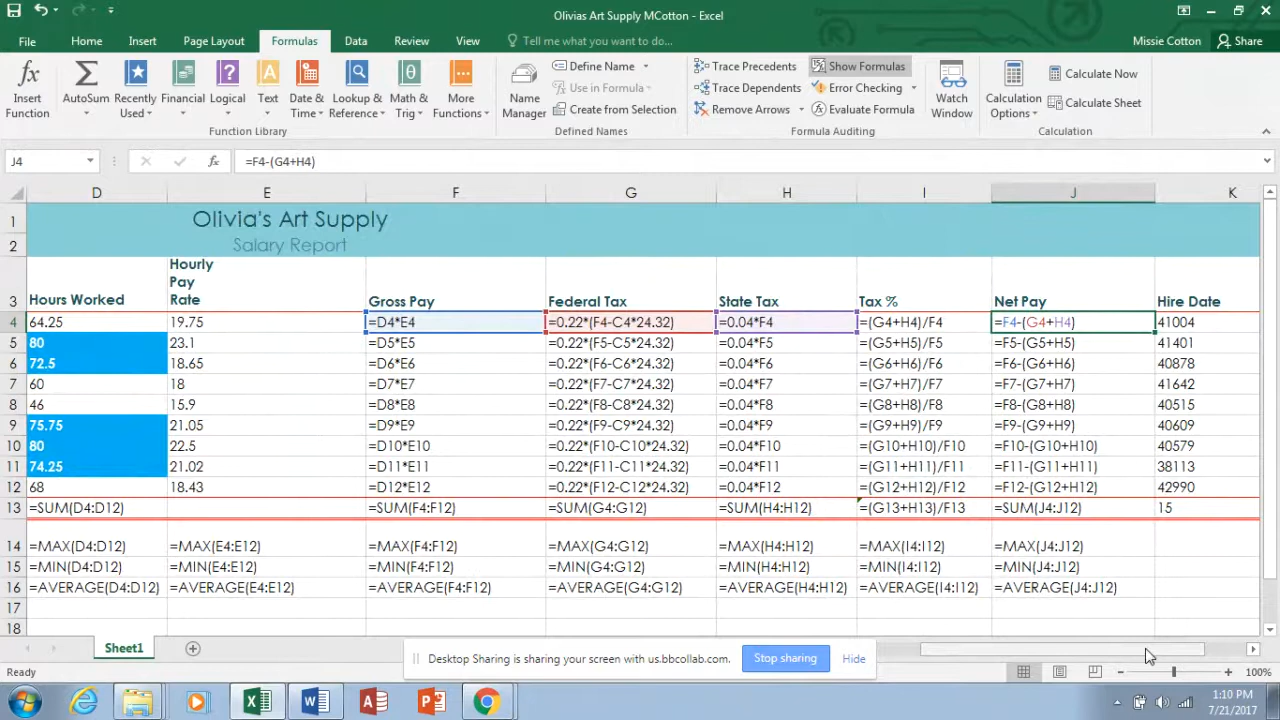 Olivias Art Supply MCotton - Excel
File Home Insert Page Layout Formulas Data Review View Tell me what you want to do... Missie Cotton Share
Insert Function
AutoSum
Recently Used
Financial
Logical
Text
Date & Time
Lookup & Reference
Math & Trig
More Functions
Function Library
Name Manager
Define Name
Use in Formula
Create from Selection
Defined Names
Trace Precedents
Trace Dependents
Remove Arrows
Show Formulas
Error Checking
Evaluate Formula
Formula Auditing
Watch Window
Calculation Options
Calculate Now
Calculate Sheet
Calculation
J4 fx =F4-(G4+H4)
D E F G H I J K
1 Olivia's Art Supply
2 Salary Report
3 Hours Worked Hourly Pay Rate Gross Pay Federal Tax State Tax Tax % Net Pay Hire Date
4 64.25 19.75 =D4*E4 =0.22*(F4-C4*24.32) =0.04*F4 =(G4+H4)/F4 =F4-(G4+H4) 41004
5 80 23.1 =D5*E5 =0.22*(F5-C5*24.32) =0.04*F5 =(G5+H5)/F5 =F5-(G5+H5) 41401
6 72.5 18.65 =D6*E6 =0.22*(F6-C6*24.32) =0.04*F6 =(G6+H6)/F6 =F6-(G6+H6) 40878
7 60 18 =D7*E7 =0.22*(F7-C7*24.32) =0.04*F7 =(G7+H7)/F7 =F7-(G7+H7) 41642
8 46 15.9 =D8*E8 =0.22*(F8-C8*24.32) =0.04*F8 =(G8+H8)/F8 =F8-(G8+H8) 40515
9 75.75 21.05 =D9*E9 =0.22*(F9-C9*24.32) =0.04*F9 =(G9+H9)/F9 =F9-(G9+H9) 40609
10 80 22.5 =D10*E10 =0.22*(F10-C10*24.32) =0.04*F10 =(G10+H10)/F10 =F10-(G10+H10) 40579
11 74.25 21.02 =D11*E11 =0.22*(F11-C11*24.32) =0.04*F11 =(G11+H11)/F11 =F11-(G11+H11) 38113
12 68 18.43 =D12*E12 =0.22*(F12-C12*24.32) =0.04*F12 =(G12+H12)/F12 =F12-(G12+H12) 42990
13 =SUM(D4:D12) =SUM(F4:F12) =SUM(G4:G12) =SUM(H4:H12) =(G13+H13)/F13 =SUM(J4:J12) 15
14 =MAX(D4:D12) =MAX(E4:E12) =MAX(F4:F12) =MAX(G4:G12) =MAX(H4:H12) =MAX(I4:I12) =MAX(J4:J12)
15 =MIN(D4:D12) =MIN(E4:E12) =MIN(F4:F12) =MIN(G4:G12) =MIN(H4:H12) =MIN(I4:I12) =MIN(J4:J12)
16 =AVERAGE(D4:D12) =AVERAGE(E4:E12) =AVERAGE(F4:F12) =AVERAGE(G4:G12) =AVERAGE(H4:H12) =AVERAGE(I4:I12) =AVERAGE(J4:J12)
17
18
Sheet1
Desktop Sharing is sharing your screen with us.bbcollab.com. Stop sharing Hide
Ready 100%
1:10 PM
7/21/2017